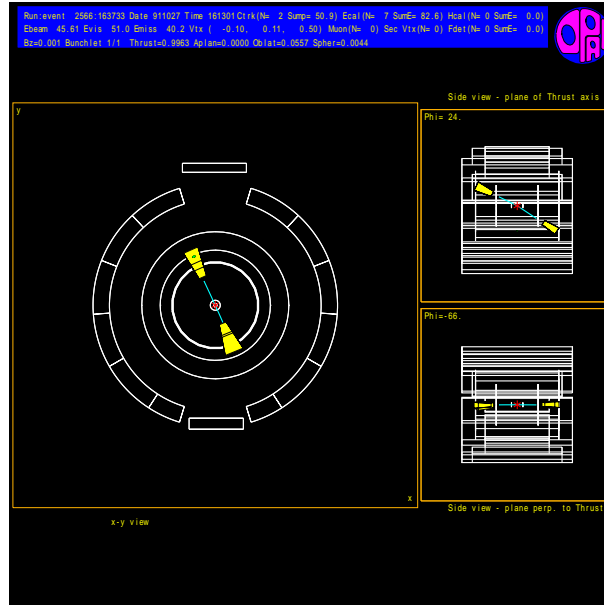 Run:event 2566:163733 Date 911027 Time 161301 Ctrk(N= 2 Sump= 50.9) Ecal(N= 7 SumE= 82.6) Hcal(N= 0 SumE= 0.0)
Ebeam 45.61 Evis 51.0 Emiss 40.2 Vtx ( -0.10, 0.11, 0.50) Muon(N= 0) Sec Vtx(N= 0) Fdet(N= 0 SumE= 0.0)
Bz=0.001 Bunchlet 1/1 Thrust=0.9963 Aplan=0.0000 Oblat=0.0557 Spher=0.0044
Side view - plane of Thrust axis
y
Phi= 24.
Phi=-66.
x
Side view - plane perp. to Thrust
x-y view